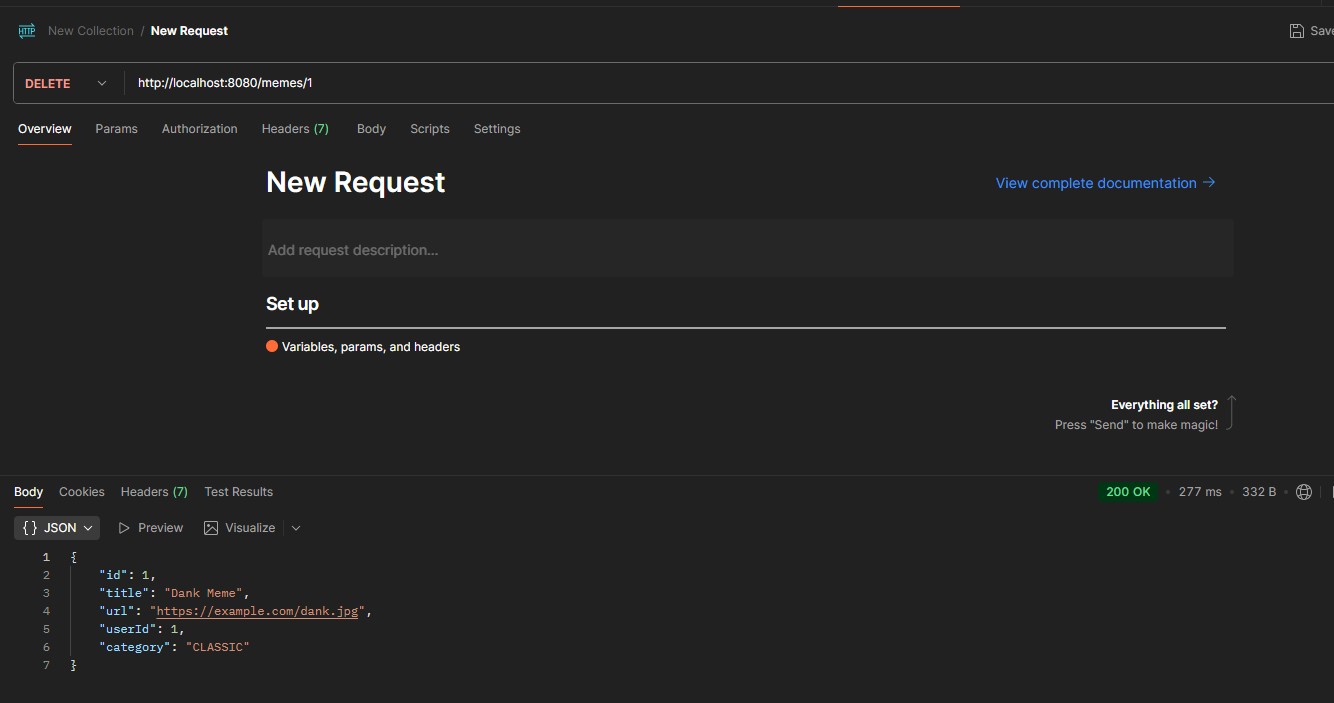 HTTP New Collection / New Request Save
DELETE http://localhost:8080/memes/1
Overview Params Authorization Headers (7) Body Scripts Settings
New Request View complete documentation →
Add request description...
Set up
Variables, params, and headers
Everything all set?
Press "Send" to make magic!
Body Cookies Headers (7) Test Results 200 OK • 277 ms • 332 B •
{} JSON Preview Visualize
1 {
2 "id": 1,
3 "title": "Dank Meme",
4 "url": "https://example.com/dank.jpg",
5 "userId": 1,
6 "category": "CLASSIC"
7 }